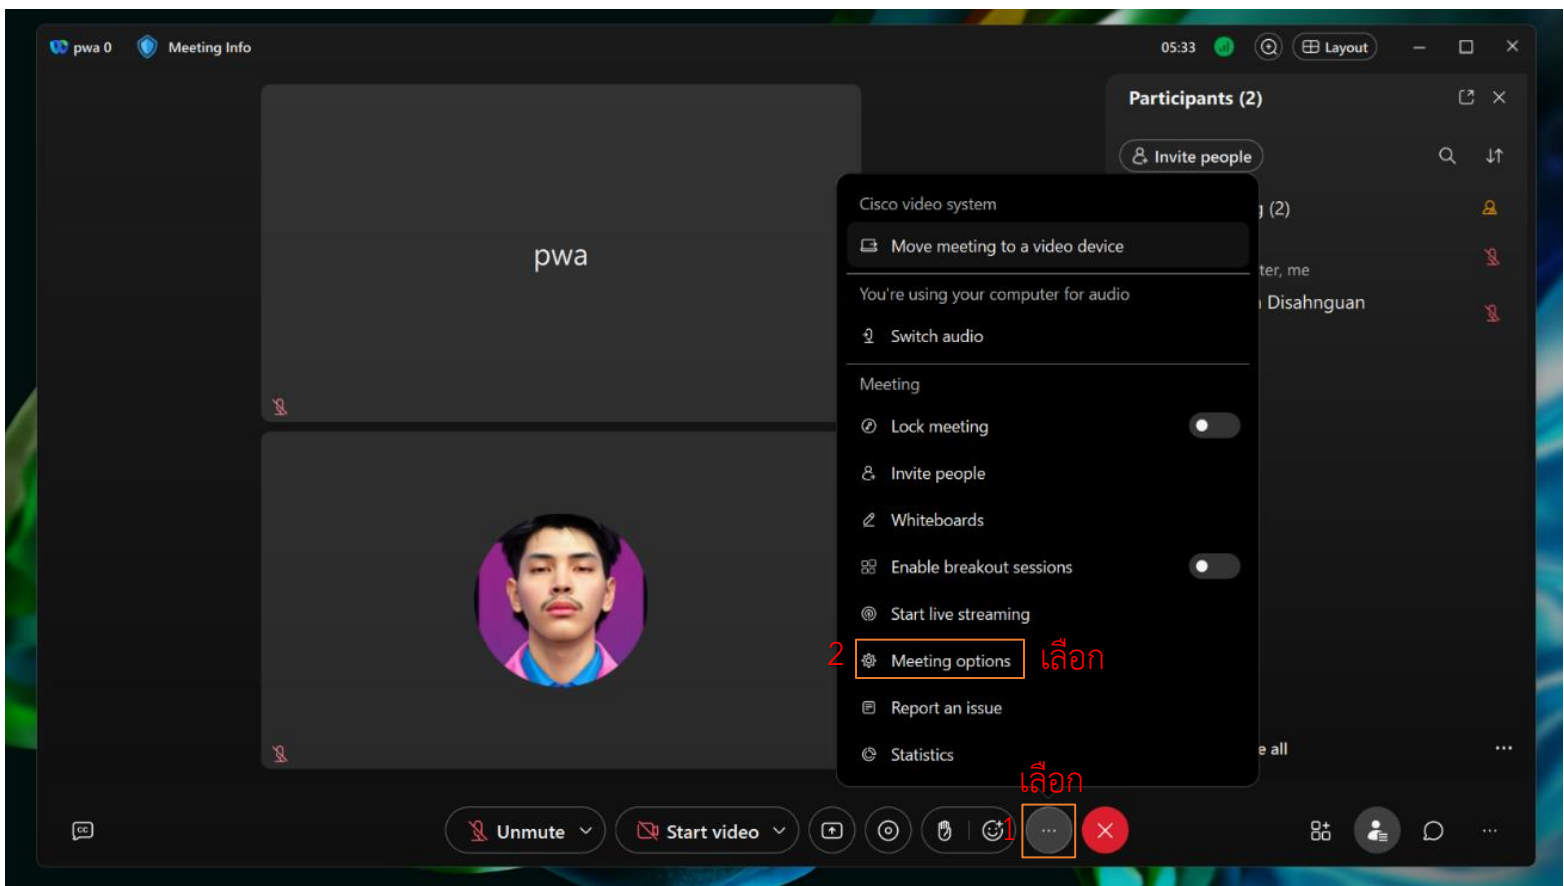 pwa 0 Meeting Info 05:33 Layout
Participants (2)
Invite people
(2)
ter, me
Disahnguan
pwa
Cisco video system
Move meeting to a video device
You're using your computer for audio
Switch audio
Meeting
Lock meeting
Invite people
Whiteboards
Enable breakout sessions
Start live streaming
2 Meeting options เลือก
Report an issue
Statistics
e all
เลือก
CC Unmute Start video 1